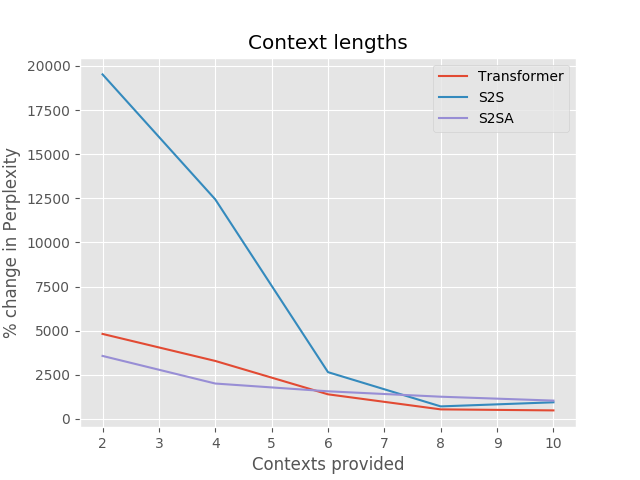 Context lengths
Transformer
S2S
S2SA
% change in Perplexity
20000
17500
15000
12500
10000
7500
5000
2500
0
2 3 4 5 6 7 8 9 10
Contexts provided